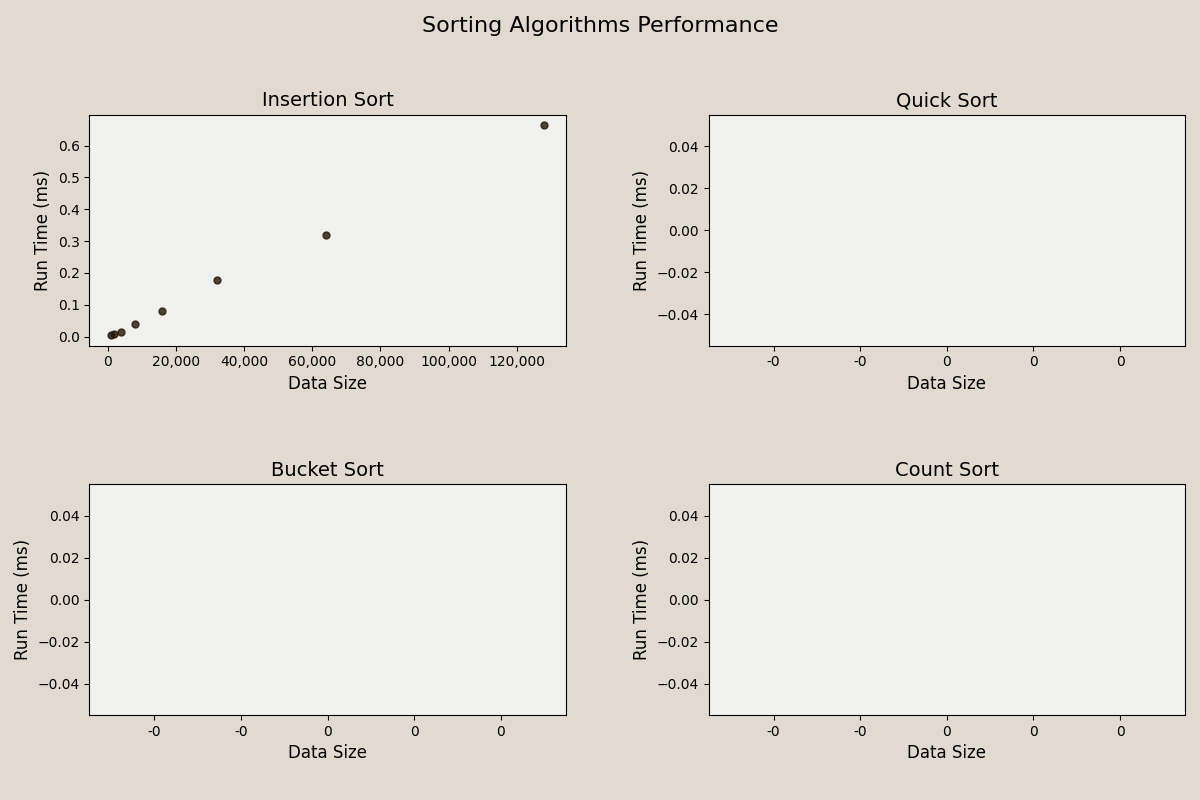 Sorting Algorithms Performance
Insertion Sort
Run Time (ms)
0.6
0.5
0.4
0.3
0.2
0.1
0.0
0 20,000 40,000 60,000 80,000 100,000 120,000
Data Size
Quick Sort
Run Time (ms)
0.04
0.02
0.00
−0.02
−0.04
-0 -0 0 0 0
Data Size
Bucket Sort
Run Time (ms)
0.04
0.02
0.00
−0.02
−0.04
-0 -0 0 0 0
Data Size
Count Sort
Run Time (ms)
0.04
0.02
0.00
−0.02
−0.04
-0 -0 0 0 0
Data Size